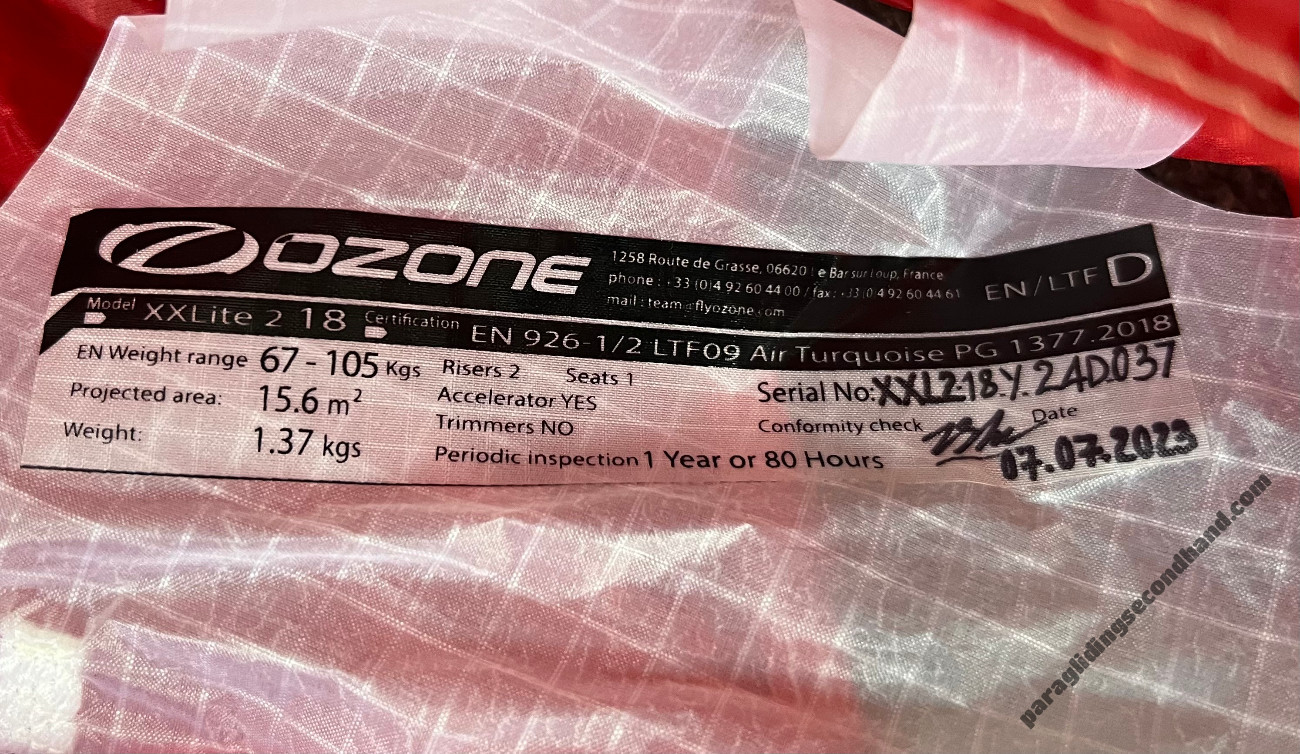 OZONE
1258 Route de Grasse, 06620 Le Bar sur Loup, France
phone : +33 (0)4 92 60 44 00 / fax : +33 (0)4 92 60 44 61
mail : team@flyozone.com
EN/LTF D
Model XXLite 2 18 Certification EN 926-1/2 LTF09 Air Turquoise PG 1377.2018
EN Weight range 67 - 105 Kgs Risers 2 Seats 1 Serial No: XXL218.Y.24D.037
Projected area: 15.6 m² Accelerator YES
Trimmers NO Conformity check Date
Weight: 1.37 kgs Periodic inspection 1 Year or 80 Hours 07.07.2023
paraglidingsecondhand.com